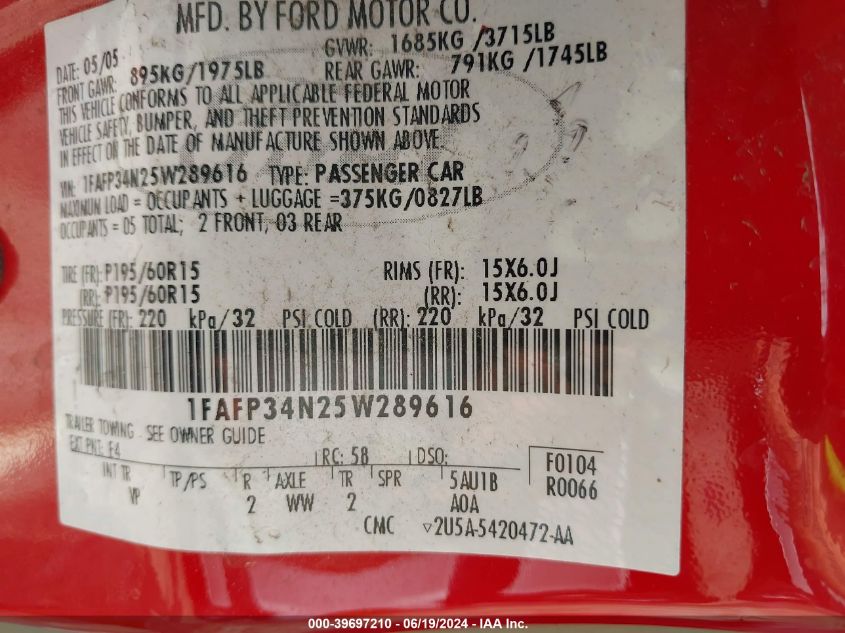 MFD. BY FORD MOTOR CO.
DATE: 05/05 GVWR: 1685KG /3715LB
FRONT GAWR: 895KG/1975LB REAR GAWR: 791KG /1745LB
THIS VEHICLE CONFORMS TO ALL APPLICABLE FEDERAL MOTOR
VEHICLE SAFETY, BUMPER, AND THEFT PREVENTION STANDARDS
IN EFFECT ON THE DATE OF MANUFACTURE SHOWN ABOVE.
VIN: 1FAFP34N25W289616 TYPE: PASSENGER CAR
MAXIMUM LOAD = OCCUPANTS + LUGGAGE =375KG/0827LB
OCCUPANTS = 05 TOTAL; 2 FRONT, 03 REAR
TIRE (FR): P195/60R15 RIMS (FR): 15X6.0J
(RR): P195/60R15 (RR): 15X6.0J
PRESSURE (FR): 220 kPa/32 PSI COLD (RR): 220 kPa/32 PSI COLD
1FAFP34N25W289616
TRAILER TOWING - SEE OWNER GUIDE
EXT PNT: F4 RC: 58 DSO: F0104
INT TR TP/PS R AXLE TR SPR 5AU1B R0066
VP 2 WW 2 AOA
CMC ▽2U5A-5420472-AA
000-39697210 - 06/19/2024 - IAA Inc.